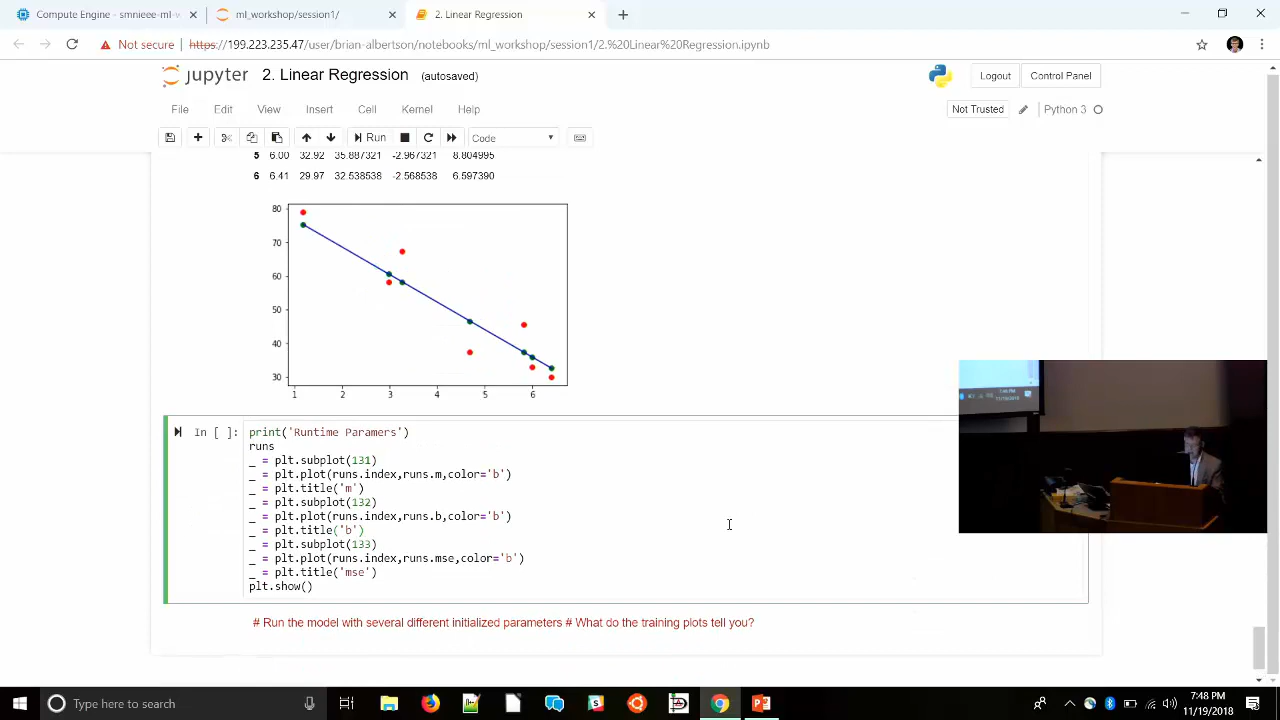 Compute Engine - smnieee-ml-v
ml_workshop/session1/
2. Linear Regression
Not secure
https://199.223.235.47/user/brian-albertson/notebooks/ml_workshop/session1/2.%20Linear%20Regression.ipynb
jupyter 2. Linear Regression (autosaved)
Logout
Control Panel
File Edit View Insert Cell Kernel Help
Not Trusted
Python 3
Run
Code
5 6.00 32.92 35.887321 -2.967321 8.804995
6 6.41 29.97 32.538538 -2.568538 6.597390
80
70
60
50
40
30
1 2 3 4 5 6
In [ ]:
print('Runtime Paramers')
runs
_ = plt.subplot(131)
_ = plt.plot(runs.index,runs.m,color='b')
_ = plt.title('m')
_ = plt.subplot(132)
_ = plt.plot(runs.index,runs.b,color='b')
_ = plt.title('b')
_ = plt.subplot(133)
_ = plt.plot(runs.index,runs.mse,color='b')
_ = plt.title('mse')
plt.show()
# Run the model with several different initialized parameters # What do the training plots tell you?
11/19/2018
Type here to search
7:48 PM
11/19/2018